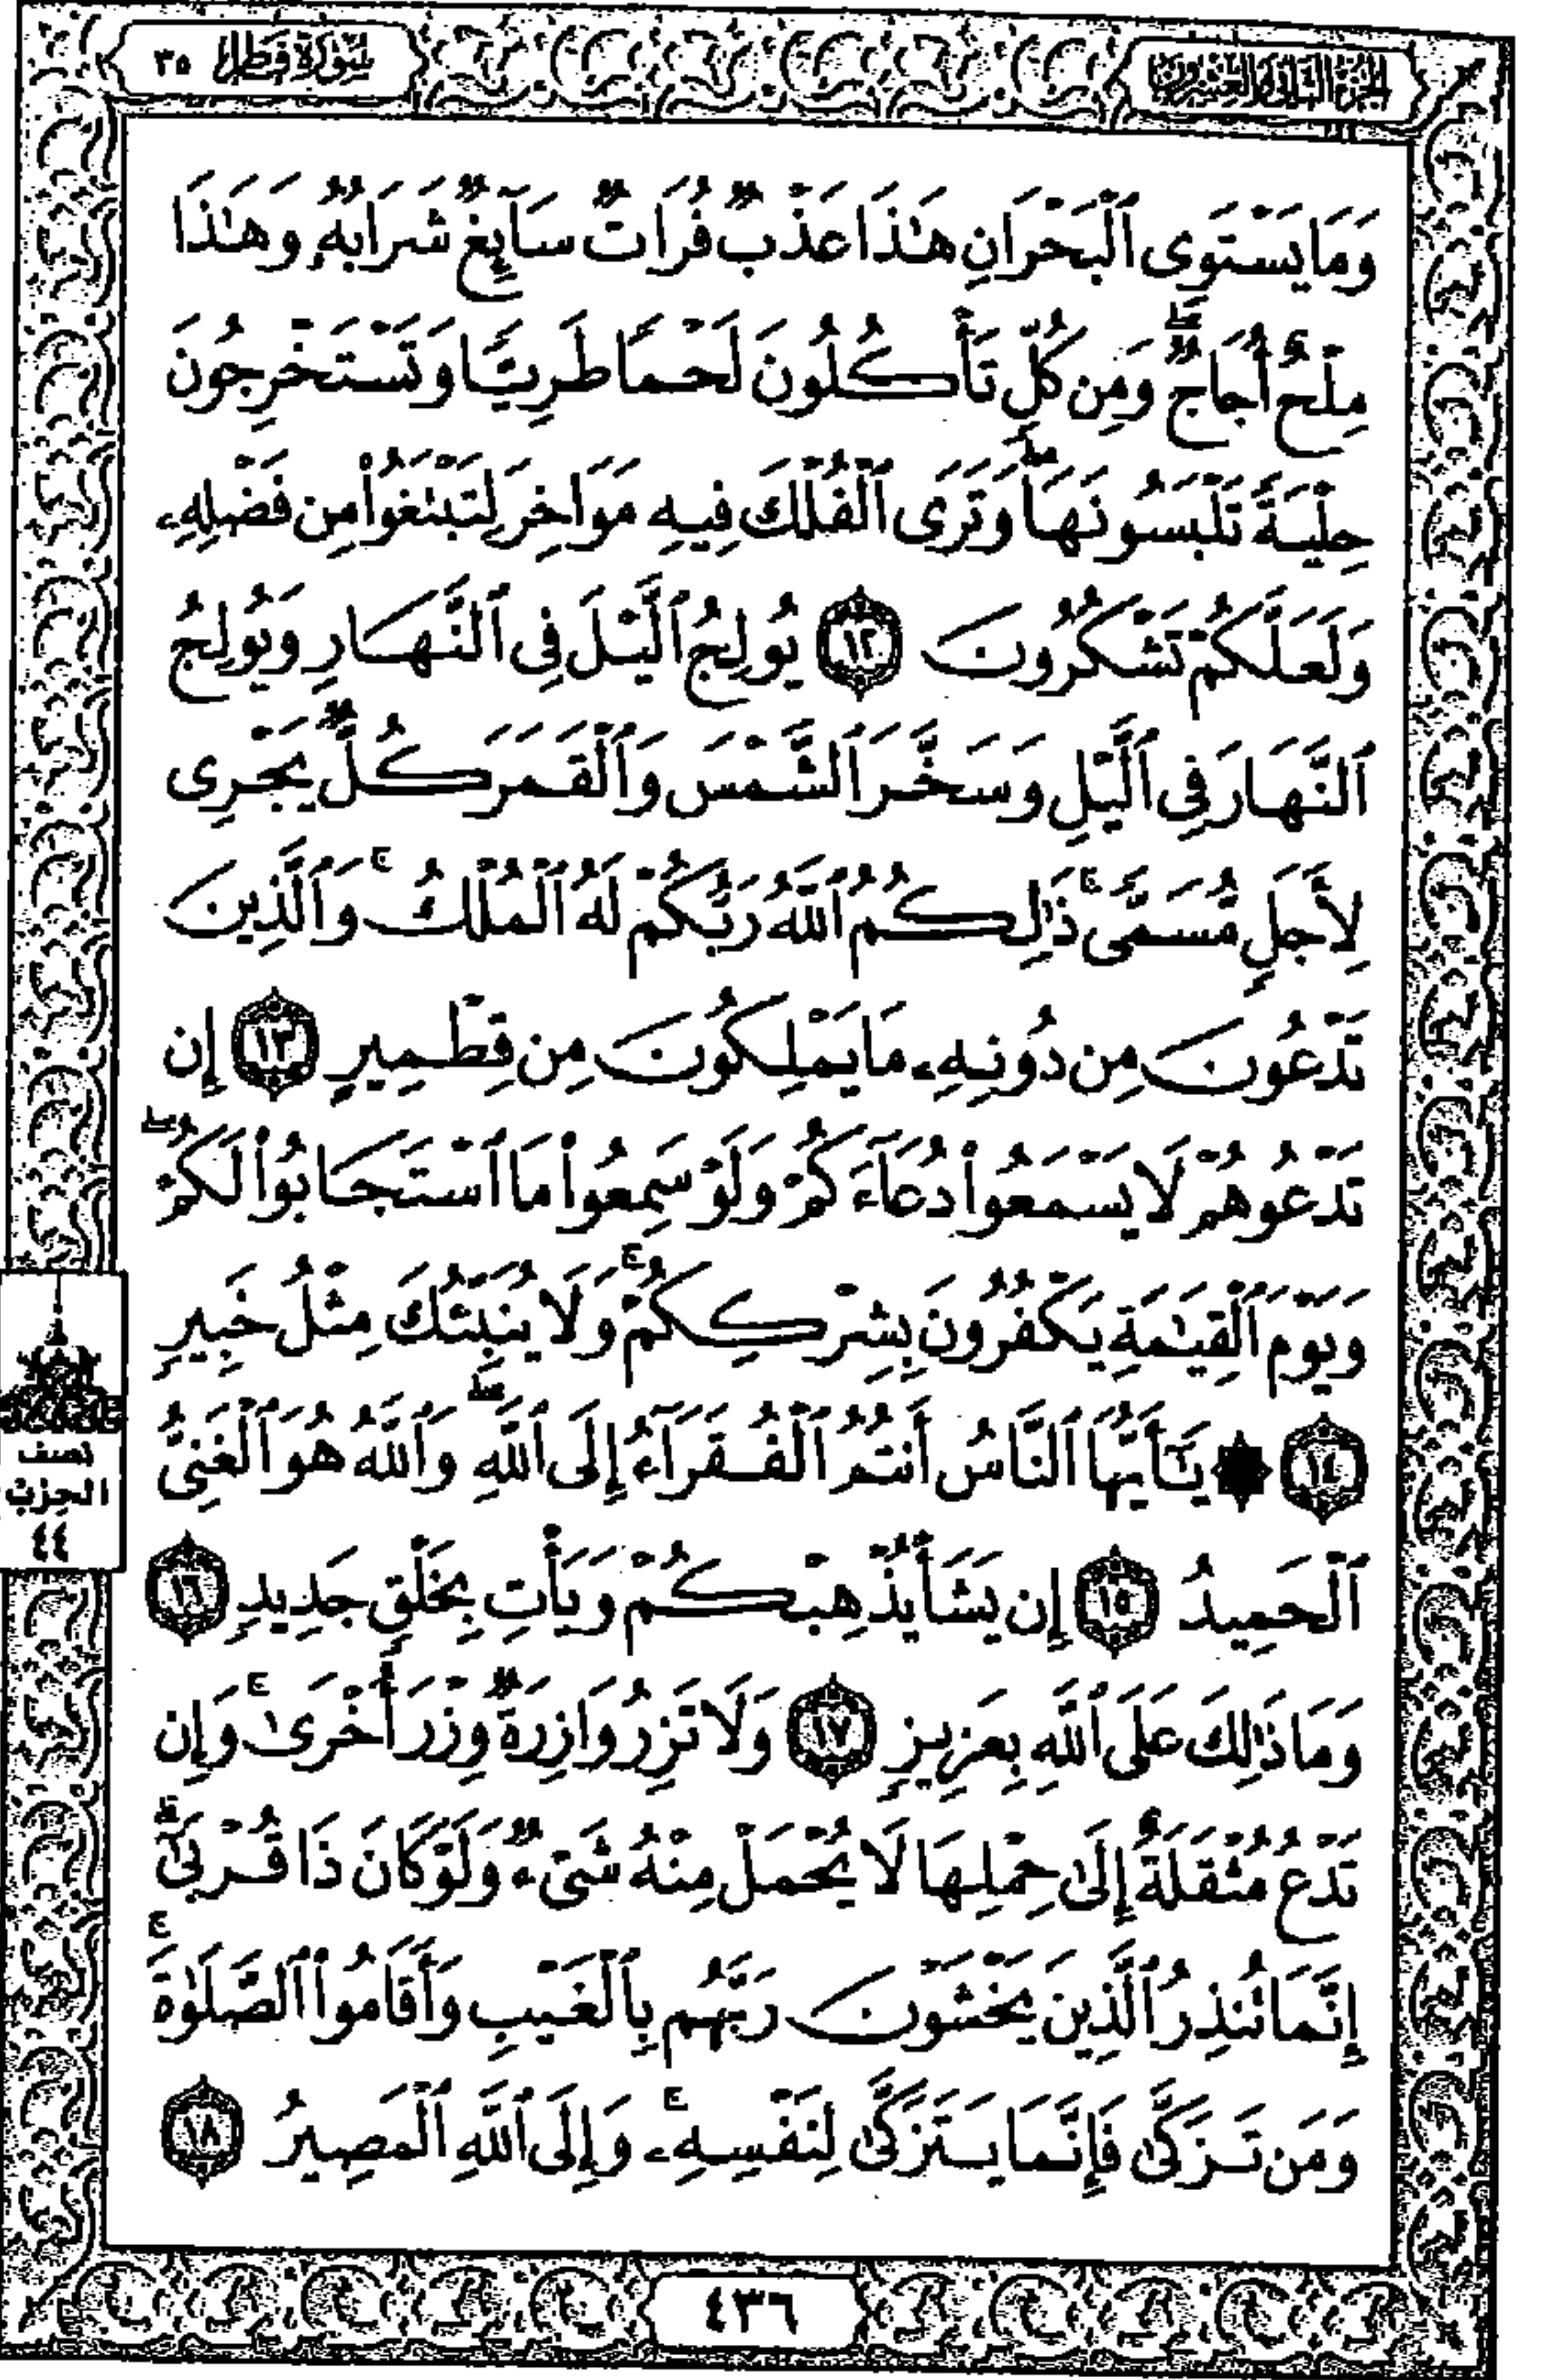 الجزء الثاني والعشرون
سورة فاطر ٣٥
وَمَا يَسْتَوِى ٱلْبَحْرَانِ هَٰذَا عَذْبٌ فُرَاتٌ سَآئِغٌ شَرَابُهُۥ وَهَٰذَا
مِلْحٌ أُجَاجٌ ۖ وَمِن كُلٍّ تَأْكُلُونَ لَحْمًا طَرِيًّا وَتَسْتَخْرِجُونَ
حِلْيَةً تَلْبَسُونَهَا ۖ وَتَرَى ٱلْفُلْكَ فِيهِ مَوَاخِرَ لِتَبْتَغُوا۟ مِن فَضْلِهِۦ
وَلَعَلَّكُمْ تَشْكُرُونَ ١٢ يُولِجُ ٱلَّيْلَ فِى ٱلنَّهَارِ وَيُولِجُ
ٱلنَّهَارَ فِى ٱلَّيْلِ وَسَخَّرَ ٱلشَّمْسَ وَٱلْقَمَرَ كُلٌّ يَجْرِى
لِأَجَلٍ مُّسَمًّى ۚ ذَٰلِكُمُ ٱللَّهُ رَبُّكُمْ لَهُ ٱلْمُلْكُ ۚ وَٱلَّذِينَ
تَدْعُونَ مِن دُونِهِۦ مَا يَمْلِكُونَ مِن قِطْمِيرٍ ١٣ إِن
تَدْعُوهُمْ لَا يَسْمَعُوا۟ دُعَآءَكُمْ وَلَوْ سَمِعُوا۟ مَا ٱسْتَجَابُوا۟ لَكُمْ ۖ
وَيَوْمَ ٱلْقِيَٰمَةِ يَكْفُرُونَ بِشِرْكِكُمْ ۚ وَلَا يُنَبِّئُكَ مِثْلُ خَبِيرٍ
١٤ ۞ يَٰٓأَيُّهَا ٱلنَّاسُ أَنتُمُ ٱلْفُقَرَآءُ إِلَى ٱللَّهِ ۖ وَٱللَّهُ هُوَ ٱلْغَنِىُّ
ٱلْحَمِيدُ ١٥ إِن يَشَأْ يُذْهِبْكُمْ وَيَأْتِ بِخَلْقٍ جَدِيدٍ ١٦
وَمَا ذَٰلِكَ عَلَى ٱللَّهِ بِعَزِيزٍ ١٧ وَلَا تَزِرُ وَازِرَةٌ وِزْرَ أُخْرَىٰ ۚ وَإِن
تَدْعُ مُثْقَلَةٌ إِلَىٰ حِمْلِهَا لَا يُحْمَلْ مِنْهُ شَىْءٌ وَلَوْ كَانَ ذَا قُرْبَىٰٓ ۗ
إِنَّمَا تُنذِرُ ٱلَّذِينَ يَخْشَوْنَ رَبَّهُم بِٱلْغَيْبِ وَأَقَامُوا۟ ٱلصَّلَوٰةَ ۚ
وَمَن تَزَكَّىٰ فَإِنَّمَا يَتَزَكَّىٰ لِنَفْسِهِۦ ۚ وَإِلَى ٱللَّهِ ٱلْمَصِيرُ ١٨
نصف
الحزب
٤٤
٤٣٦